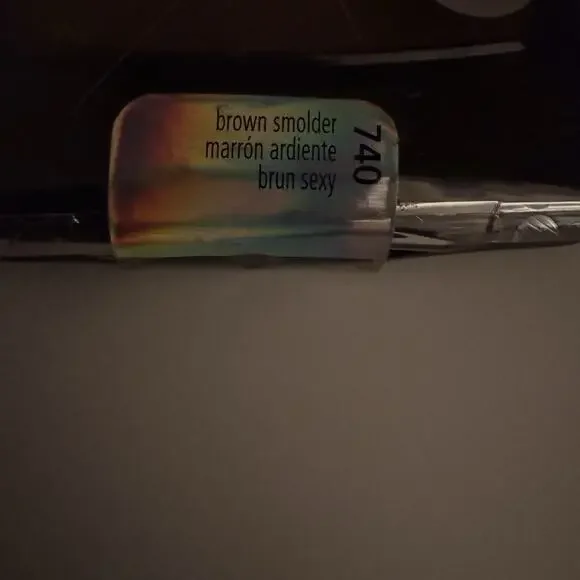 brown smolder
marrón ardiente
brun sexy
740